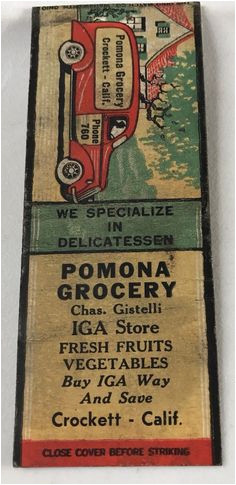 Pomona Grocery
Crockett - Calif.
Phone
760
WE SPECIALIZE
IN
DELICATESSEN
POMONA
GROCERY
Chas. Gistelli
IGA Store
FRESH FRUITS
VEGETABLES
Buy IGA Way
And Save
Crockett - Calif.
CLOSE COVER BEFORE STRIKING